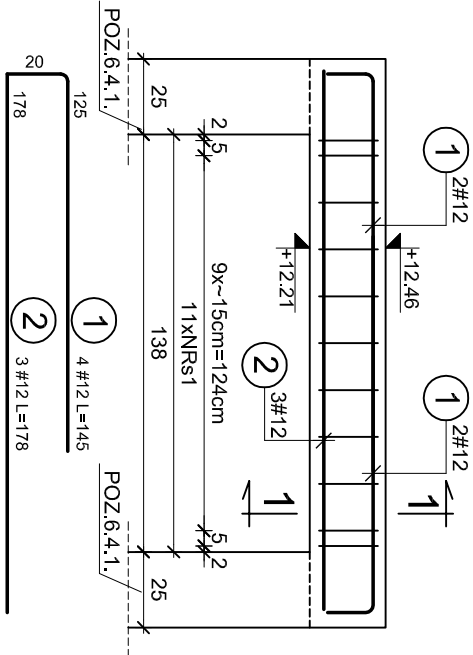 1 2#12
1 2#12
+12.46
+12.21
2 3#12
1
1
2 5
5 2
9x~15cm=124cm
11xNRs1
25
138
25
POZ.6.4.1.
POZ.6.4.1.
20
125
1 4 #12 L=145
178
2 3 #12 L=178